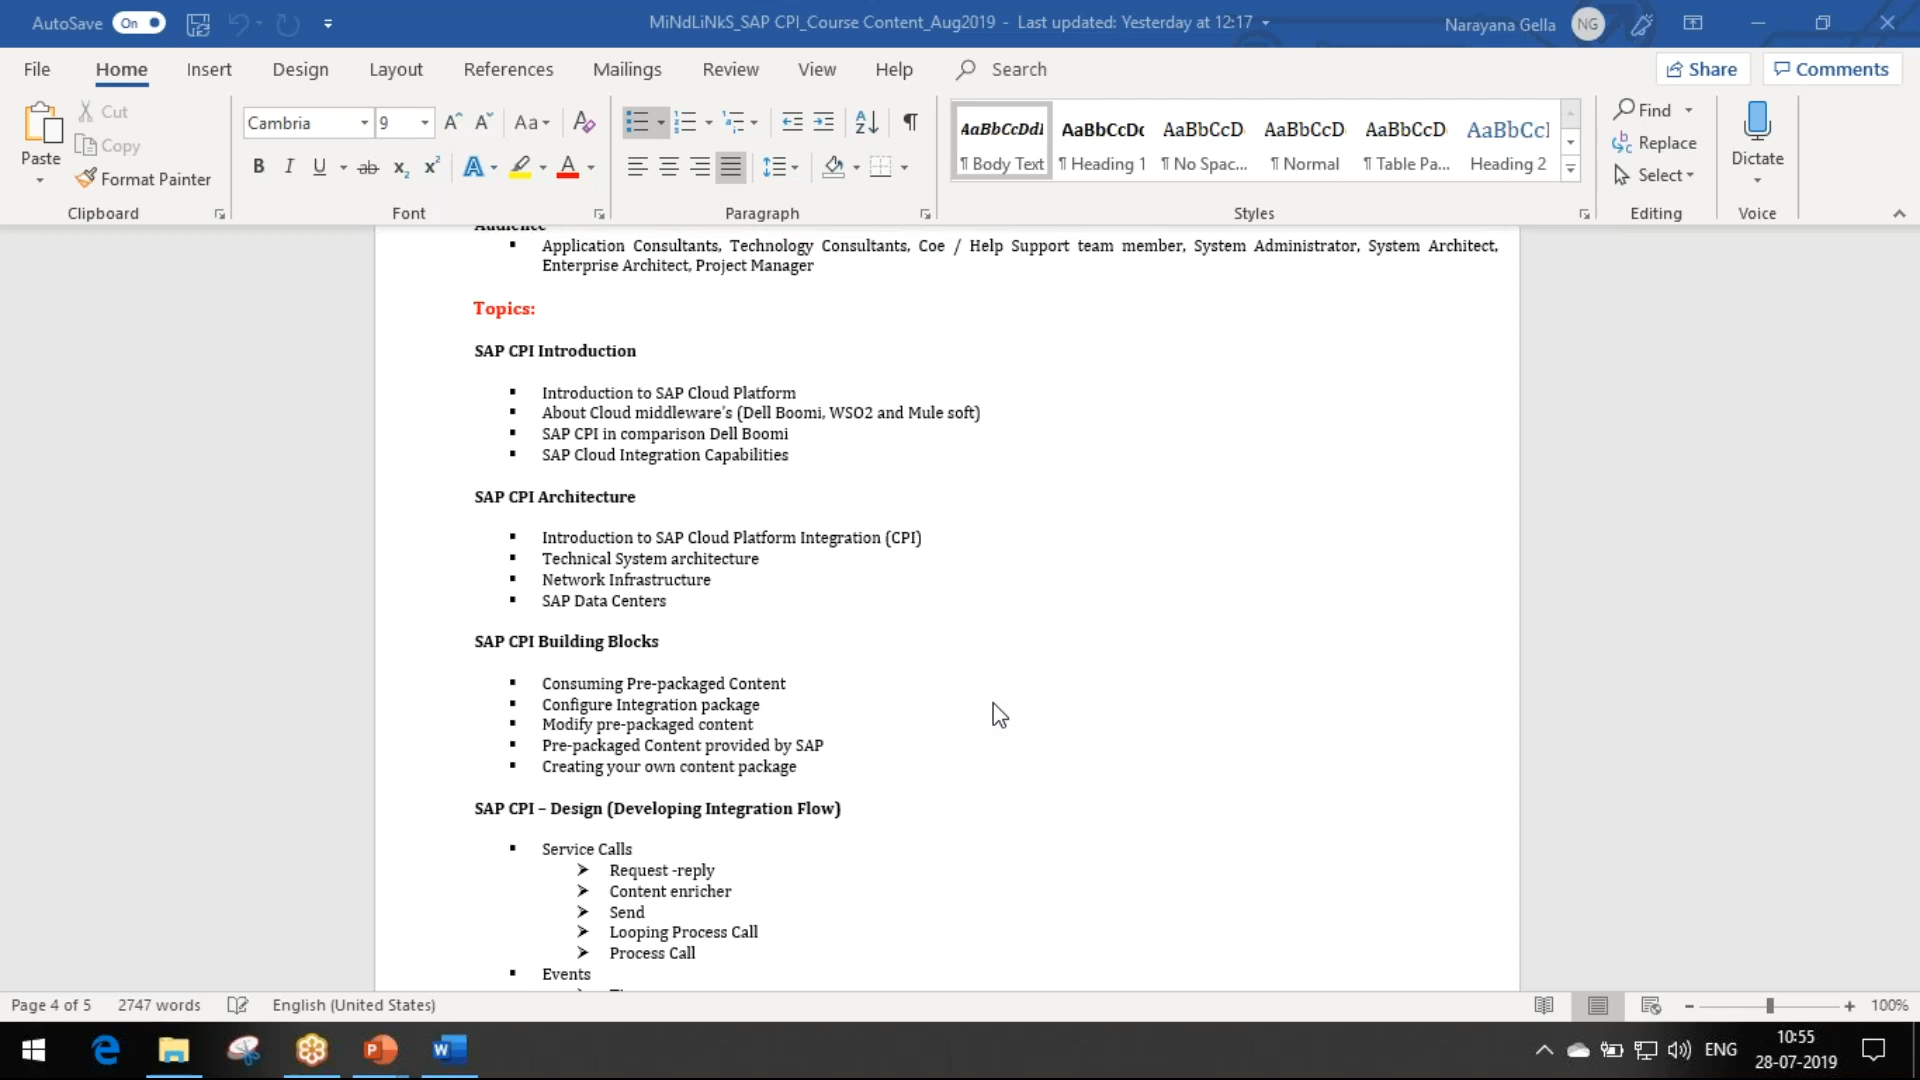 AutoSave On MiNdLiNkS_SAP CPI_Course Content_Aug2019 - Last updated: Yesterday at 12:17 Narayana Gella NG
File Home Insert Design Layout References Mailings Review View Help Search Share Comments
Paste
Cut
Copy
Format Painter
Clipboard
Cambria 9
Font
Paragraph
AaBbCcDdI AaBbCcDc AaBbCcD AaBbCcD AaBbCcD AaBbCcI
¶ Body Text ¶ Heading 1 ¶ No Spac... ¶ Normal ¶ Table Pa... Heading 2
Styles
Find
Replace
Select
Editing
Dictate
Voice
Audience
▪ Application Consultants, Technology Consultants, Coe / Help Support team member, System Administrator, System Architect,
Enterprise Architect, Project Manager
Topics:
SAP CPI Introduction
▪ Introduction to SAP Cloud Platform
▪ About Cloud middleware's (Dell Boomi, WSO2 and Mule soft)
▪ SAP CPI in comparison Dell Boomi
▪ SAP Cloud Integration Capabilities
SAP CPI Architecture
▪ Introduction to SAP Cloud Platform Integration (CPI)
▪ Technical System architecture
▪ Network Infrastructure
▪ SAP Data Centers
SAP CPI Building Blocks
▪ Consuming Pre-packaged Content
▪ Configure Integration package
▪ Modify pre-packaged content
▪ Pre-packaged Content provided by SAP
▪ Creating your own content package
SAP CPI – Design (Developing Integration Flow)
▪ Service Calls
➤ Request -reply
➤ Content enricher
➤ Send
➤ Looping Process Call
➤ Process Call
▪ Events
Page 4 of 5 2747 words English (United States) 100%
ENG
10:55
28-07-2019